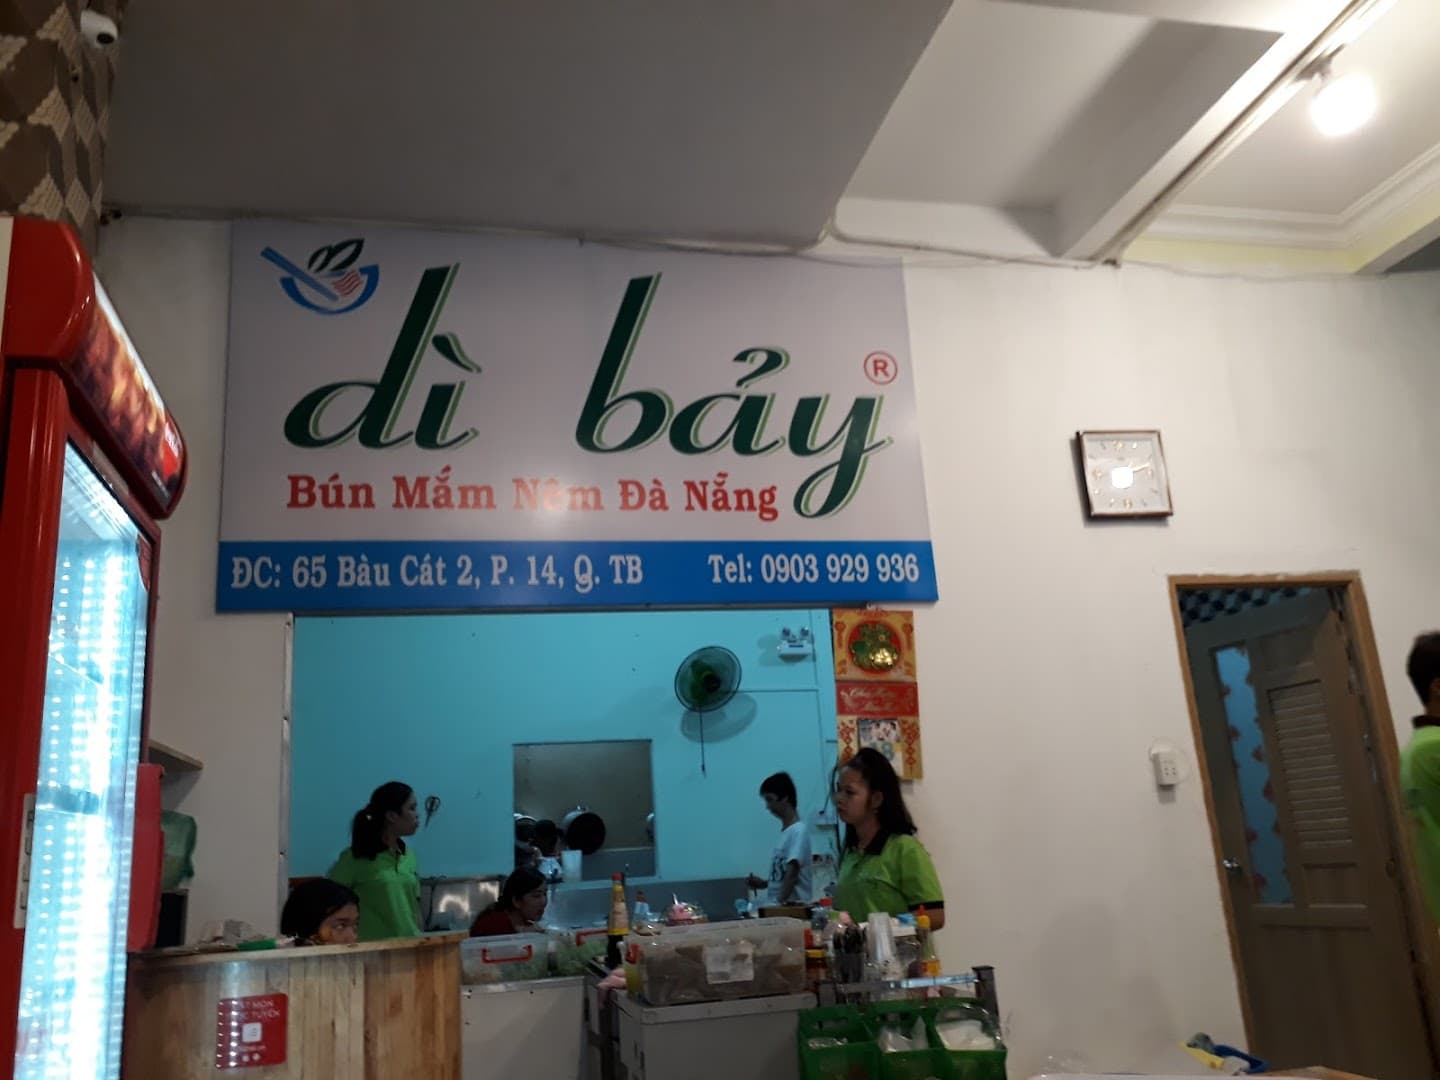 dì bảy ®
Bún Mắm Nêm Đà Nẵng
ĐC: 65 Bàu Cát 2, P. 14, Q. TB Tel: 0903 929 936